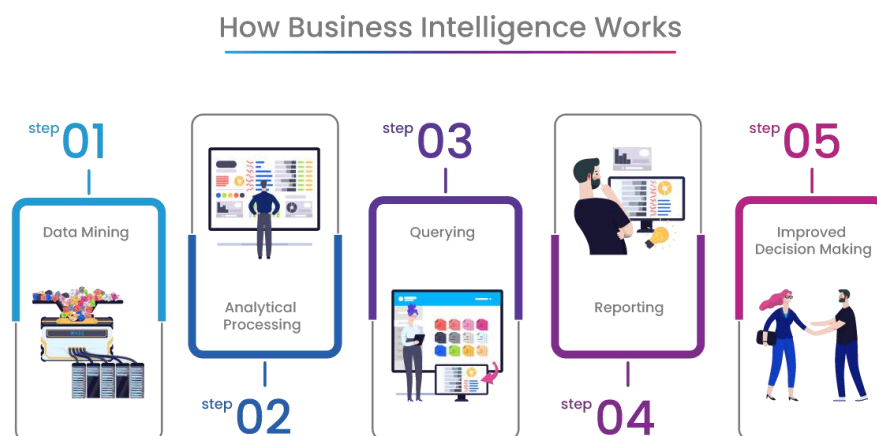 How Business Intelligence Works
step 01
Data Mining
Analytical
Processing
step 02
step 03
Querying
Reporting
step 04
step 05
Improved
Decision Making